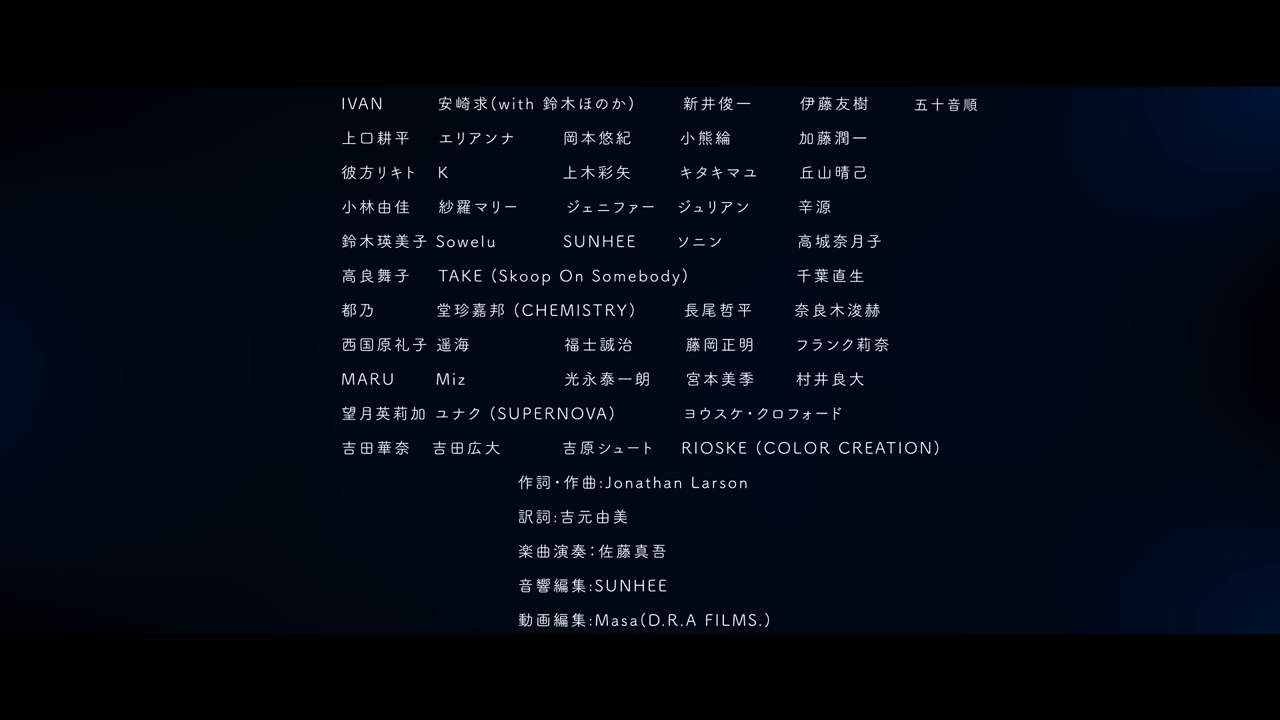 IVAN 安崎求(with 鈴木ほのか) 新井俊一 伊藤友樹 五十音順
上口耕平 エリアンナ 岡本悠紀 小熊綸 加藤潤一
彼方リキト K 上木彩矢 キタキマユ 丘山晴己
小林由佳 紗羅マリー ジェニファー ジュリアン 辛源
鈴木瑛美子 Sowelu SUNHEE ソニン 高城奈月子
高良舞子 TAKE (Skoop On Somebody) 千葉直生
都乃 堂珍嘉邦 (CHEMISTRY) 長尾哲平 奈良木浚赫
西国原礼子 遥海 福士誠治 藤岡正明 フランク莉奈
MARU Miz 光永泰一朗 宮本美季 村井良大
望月英莉加 ユナク (SUPERNOVA) ヨウスケ・クロフォード
吉田華奈 吉田広大 吉原シュート RIOSKE (COLOR CREATION)
作詞・作曲:Jonathan Larson
訳詞:吉元由美
楽曲演奏:佐藤真吾
音響編集:SUNHEE
動画編集:Masa(D.R.A FILMS.)